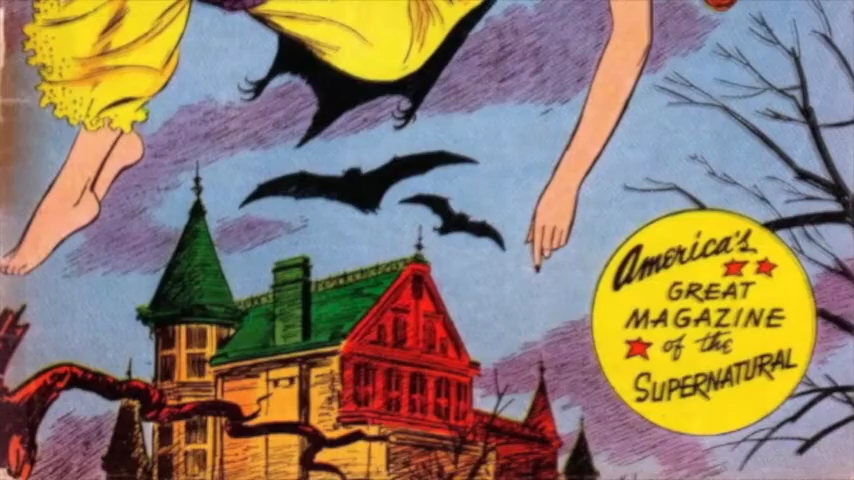 America's
GREAT
MAGAZINE
of the
SUPERNATURAL